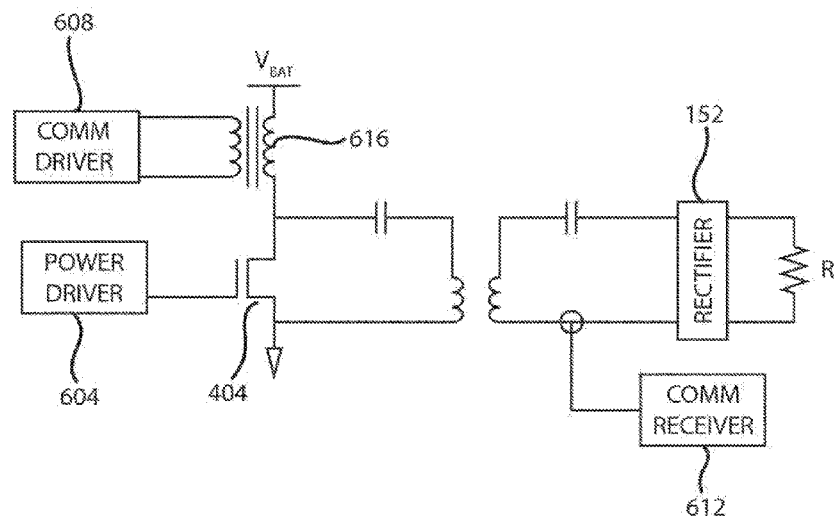 608
V_BAT
COMM
DRIVER
616
152
POWER
DRIVER
RECTIFIER
R
604
404
COMM
RECEIVER
612